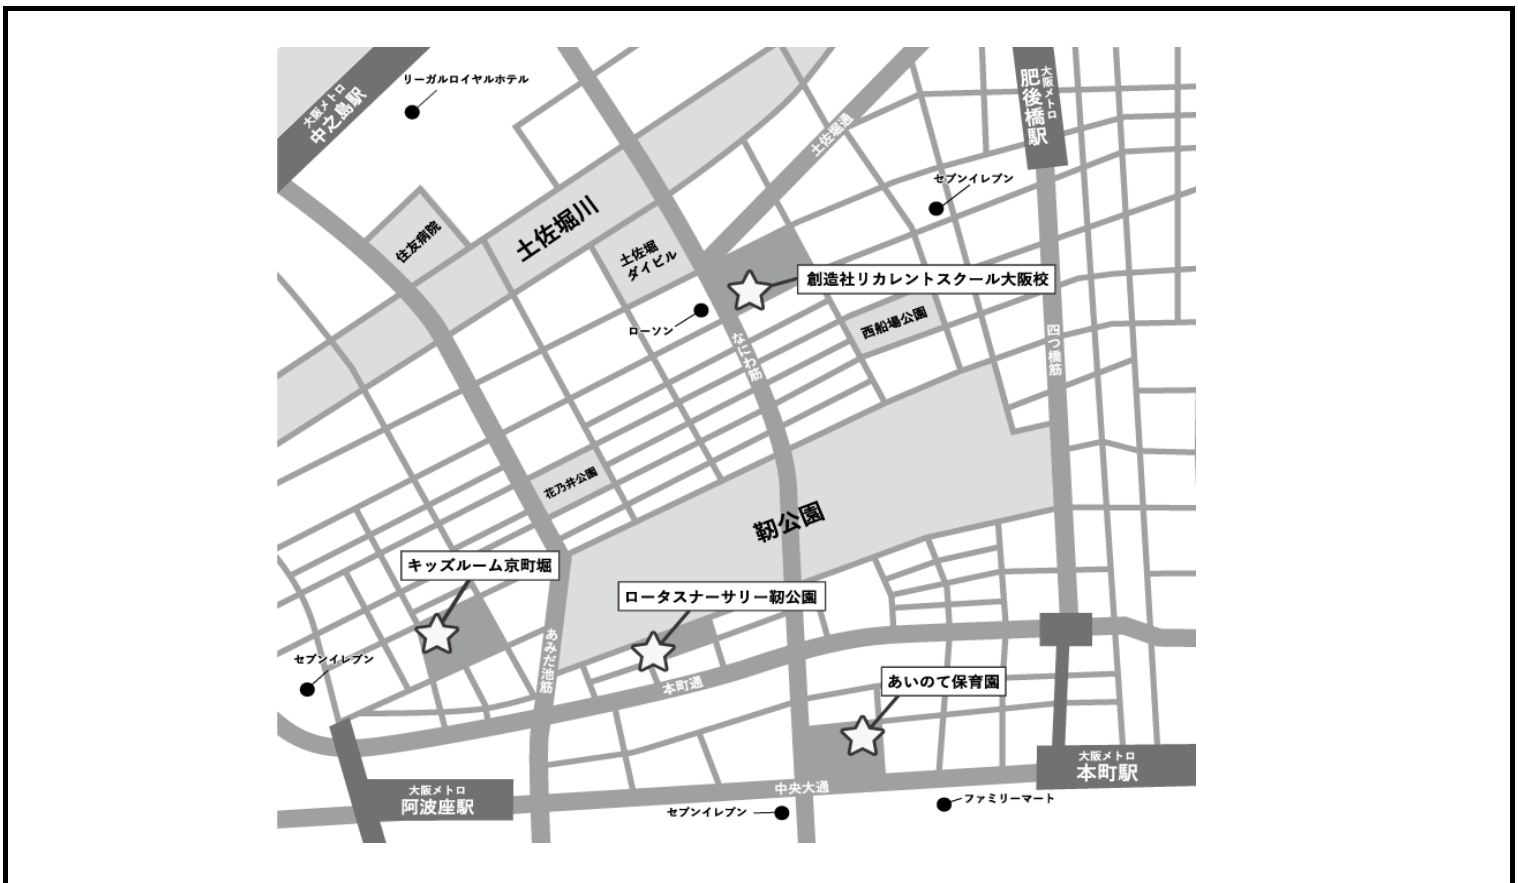 リーガルロイヤルホテル
大阪メトロ
中之島駅
大阪メトロ
肥後橋駅
土佐堀通
セブンイレブン
住友病院
土佐堀川
土佐堀
ダイビル
創造社リカレントスクール大阪校
ローソン
なにわ筋
西船場公園
四つ橋筋
花乃井公園
靭公園
キッズルーム京町堀
ロータスナーサリー靭公園
あみだ池筋
セブンイレブン
本町通
あいのて保育園
大阪メトロ
本町駅
大阪メトロ
阿波座駅
中央大通
セブンイレブン
ファミリーマート